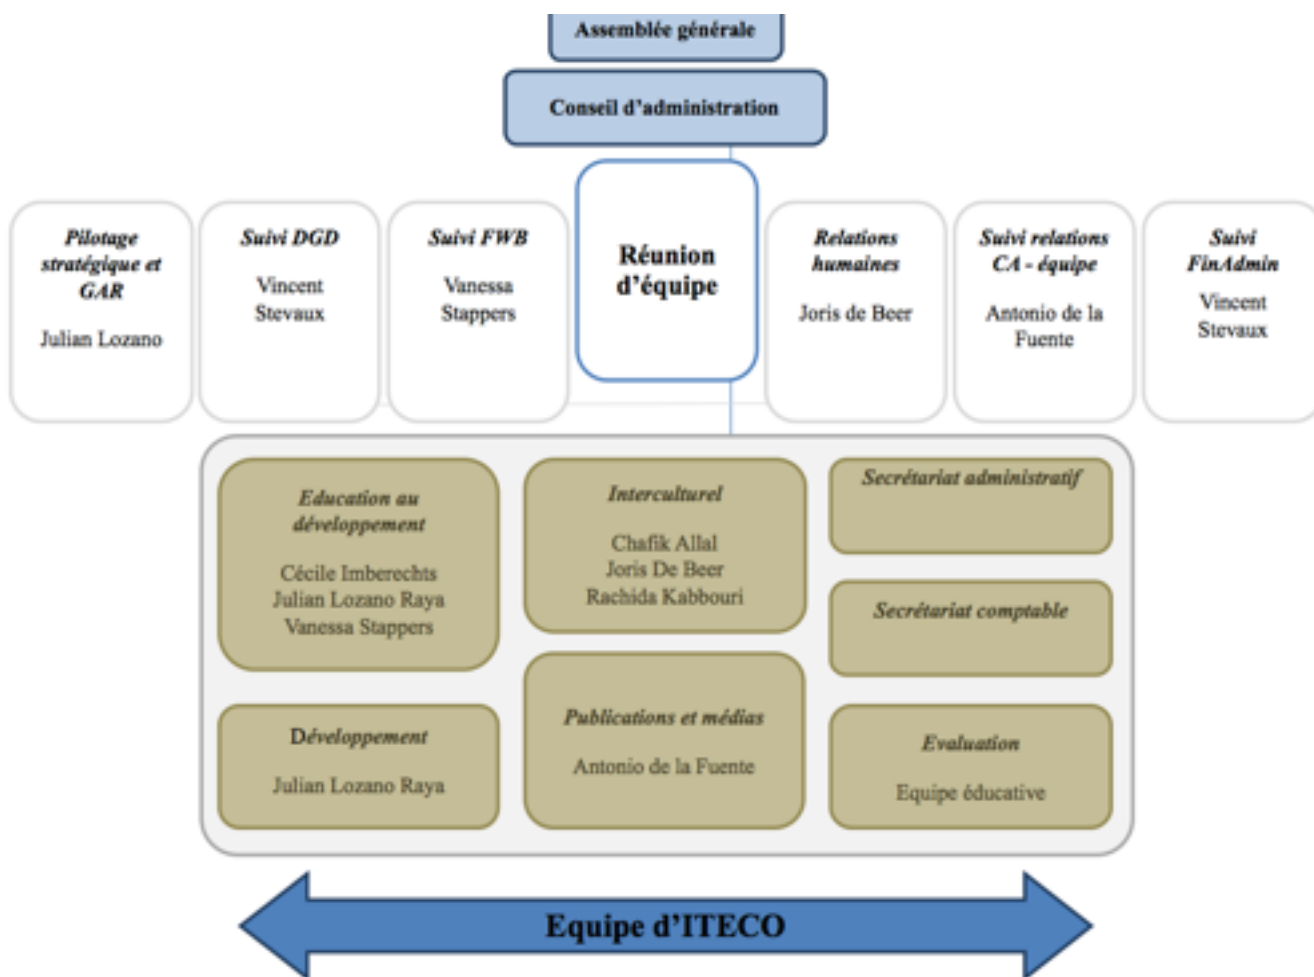 Assemblée générale
Conseil d'administration
Pilotage
stratégique et
GAR
Julian Lozano
Suivi DGD
Vincent
Stevaux
Suivi FWB
Vanessa
Stappers
Réunion
d'équipe
Relations
humaines
Joris de Beer
Suivi relations
CA - équipe
Antonio de la
Fuente
Suivi
FinAdmin
Vincent
Stevaux
Education au
développement
Cécile Imberechts
Julian Lozano Raya
Vanessa Stappers
Interculturel
Chafik Allal
Joris De Beer
Rachida Kabbouri
Secrétariat administratif
Secrétariat comptable
Développement
Julian Lozano Raya
Publications et médias
Antonio de la Fuente
Evaluation
Equipe éducative
Equipe d'ITECO